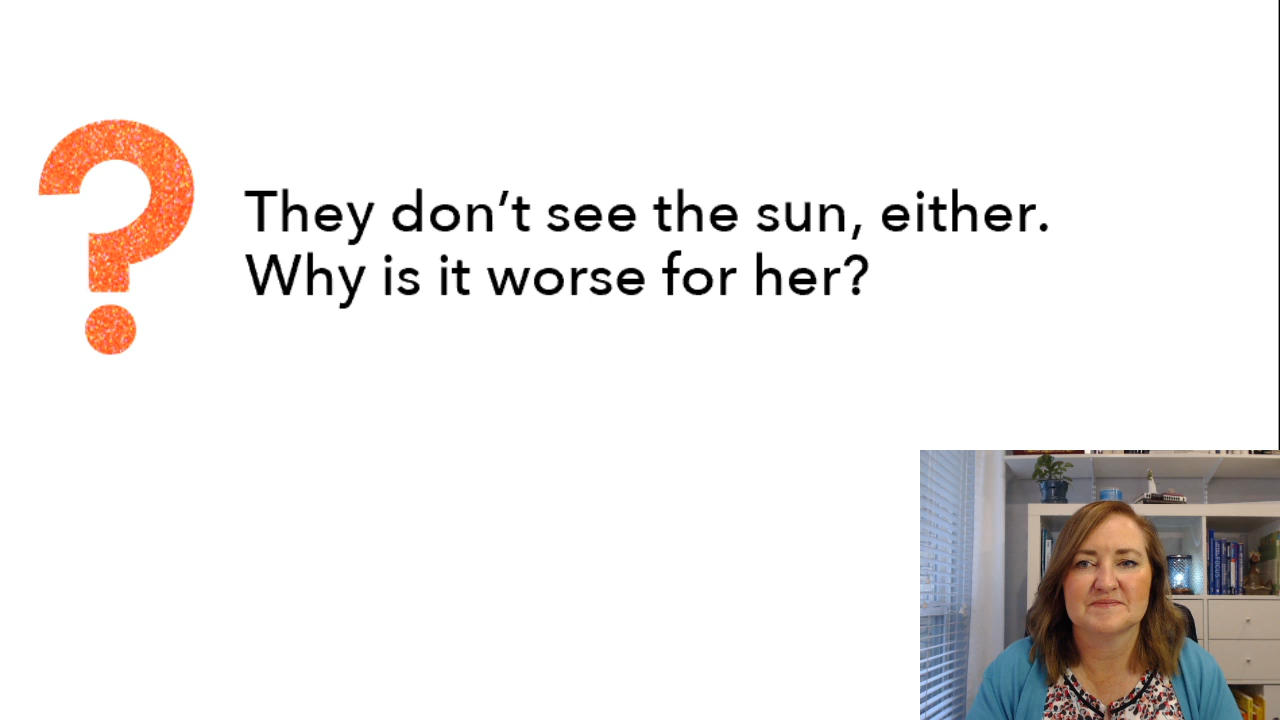 They don’t see the sun, either.
Why is it worse for her?